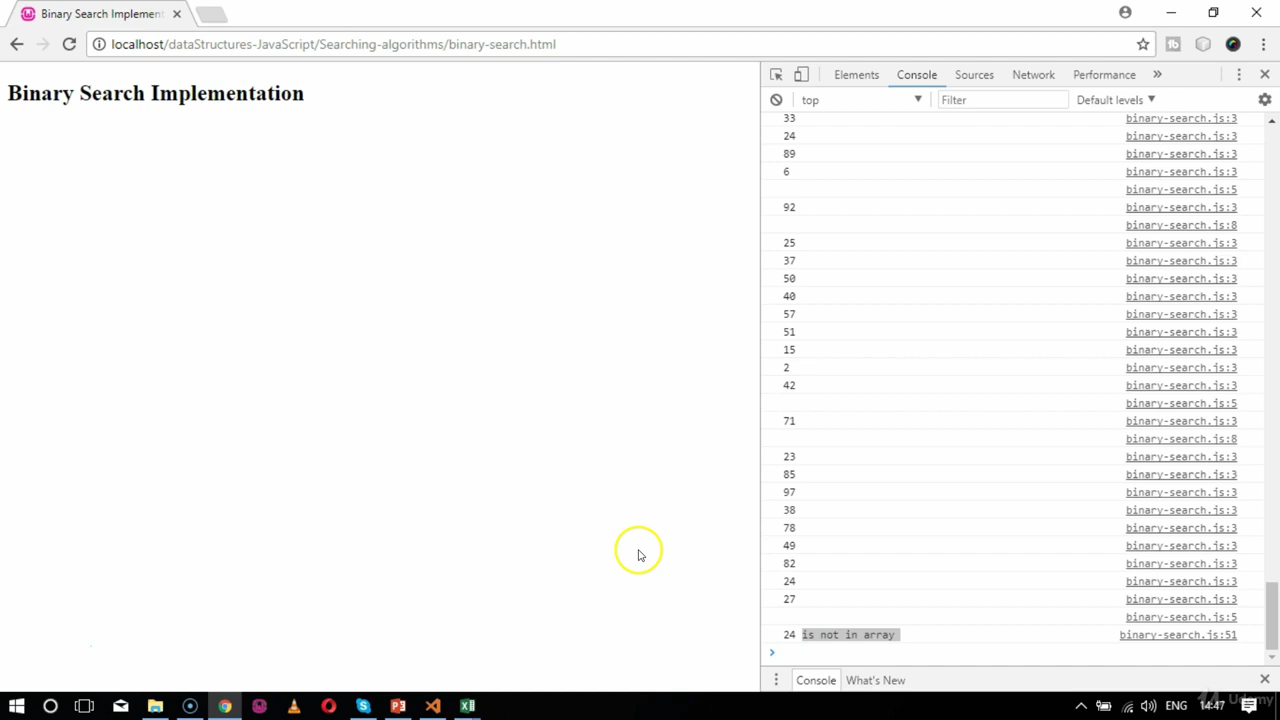 Binary Search Implement
localhost/dataStructures-JavaScript/Searching-algorithms/binary-search.html
Binary Search Implementation
Elements Console Sources Network Performance »
top Filter Default levels
33 binary-search.js:3
24 binary-search.js:3
89 binary-search.js:3
6 binary-search.js:3
binary-search.js:5
92 binary-search.js:3
binary-search.js:8
25 binary-search.js:3
37 binary-search.js:3
50 binary-search.js:3
40 binary-search.js:3
57 binary-search.js:3
51 binary-search.js:3
15 binary-search.js:3
2 binary-search.js:3
42 binary-search.js:3
binary-search.js:5
71 binary-search.js:3
binary-search.js:8
23 binary-search.js:3
85 binary-search.js:3
97 binary-search.js:3
38 binary-search.js:3
78 binary-search.js:3
49 binary-search.js:3
82 binary-search.js:3
24 binary-search.js:3
27 binary-search.js:3
binary-search.js:5
24 is not in array binary-search.js:51
Console What's New
Udemy
ENG 14:47